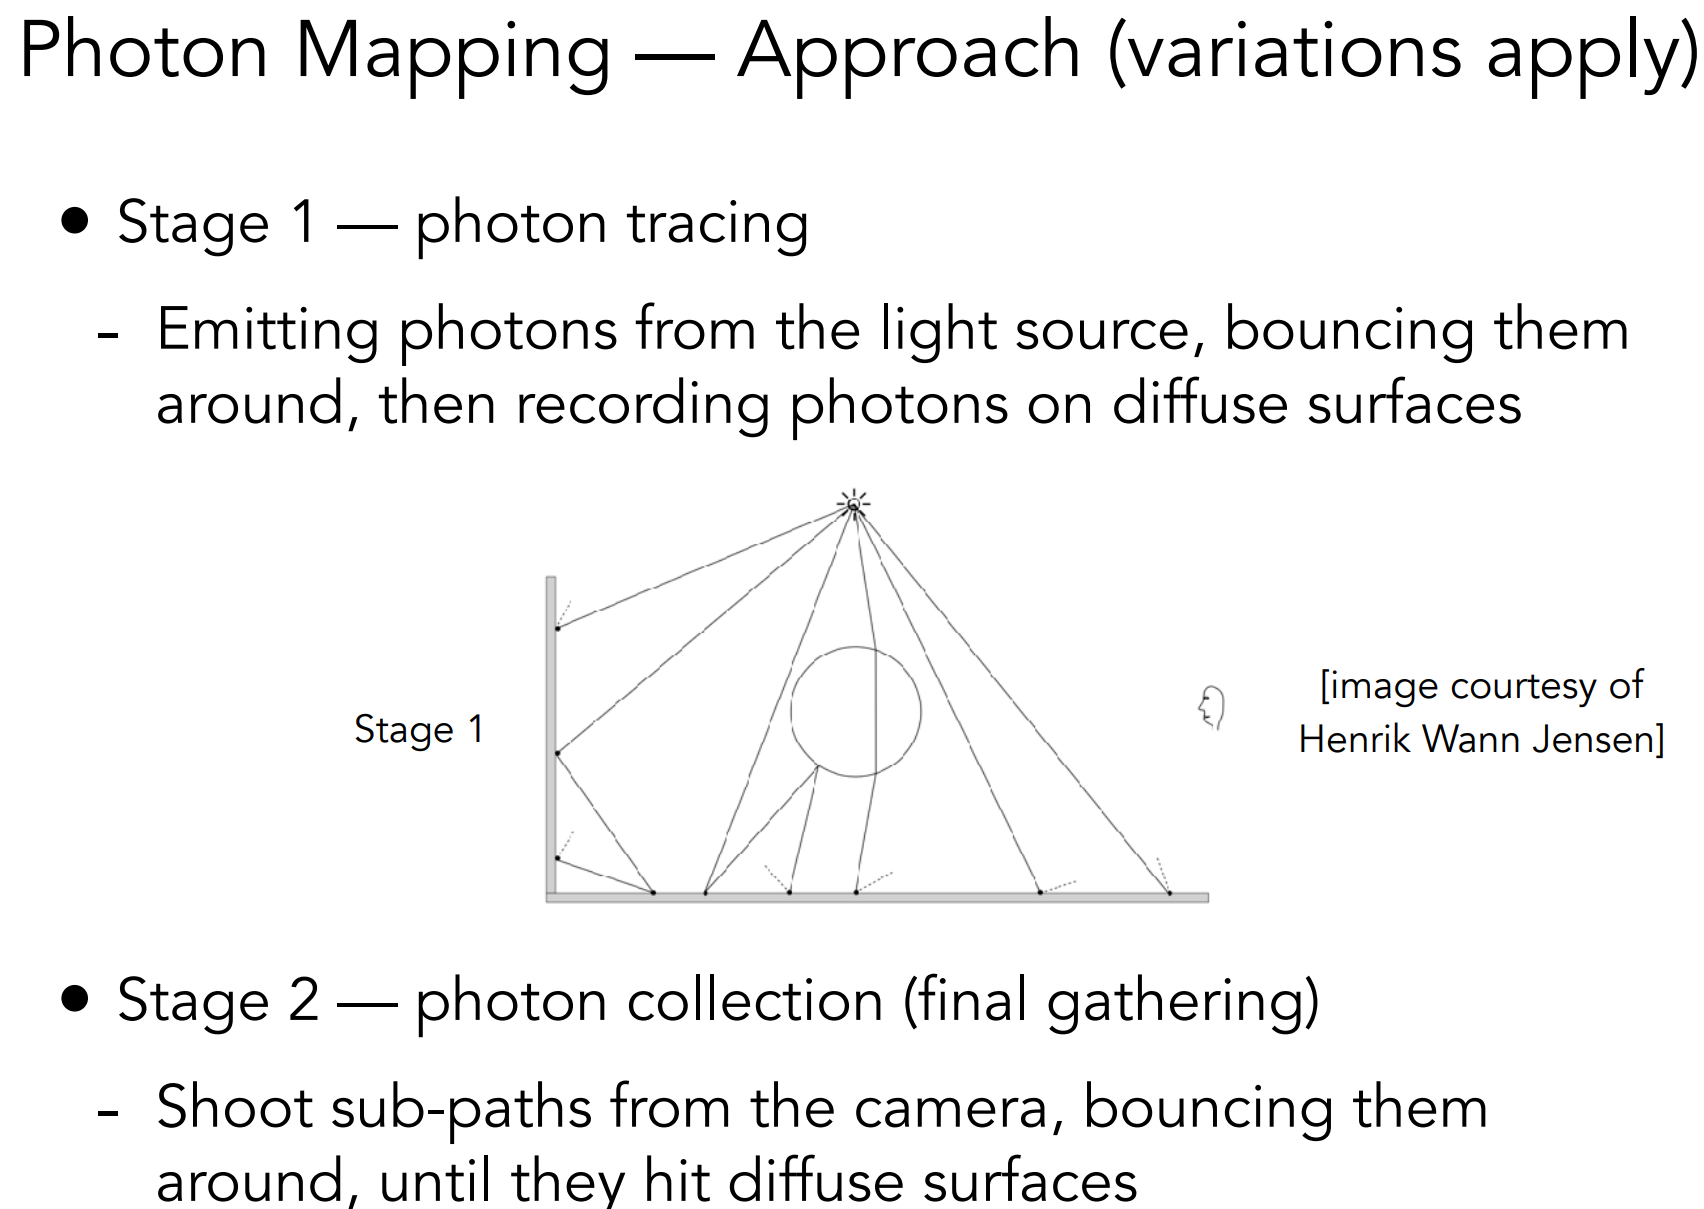 Photon Mapping — Approach (variations apply)
• Stage 1 — photon tracing
- Emitting photons from the light source, bouncing them
around, then recording photons on diffuse surfaces
Stage 1
[image courtesy of
Henrik Wann Jensen]
• Stage 2 — photon collection (final gathering)
- Shoot sub-paths from the camera, bouncing them
around, until they hit diffuse surfaces